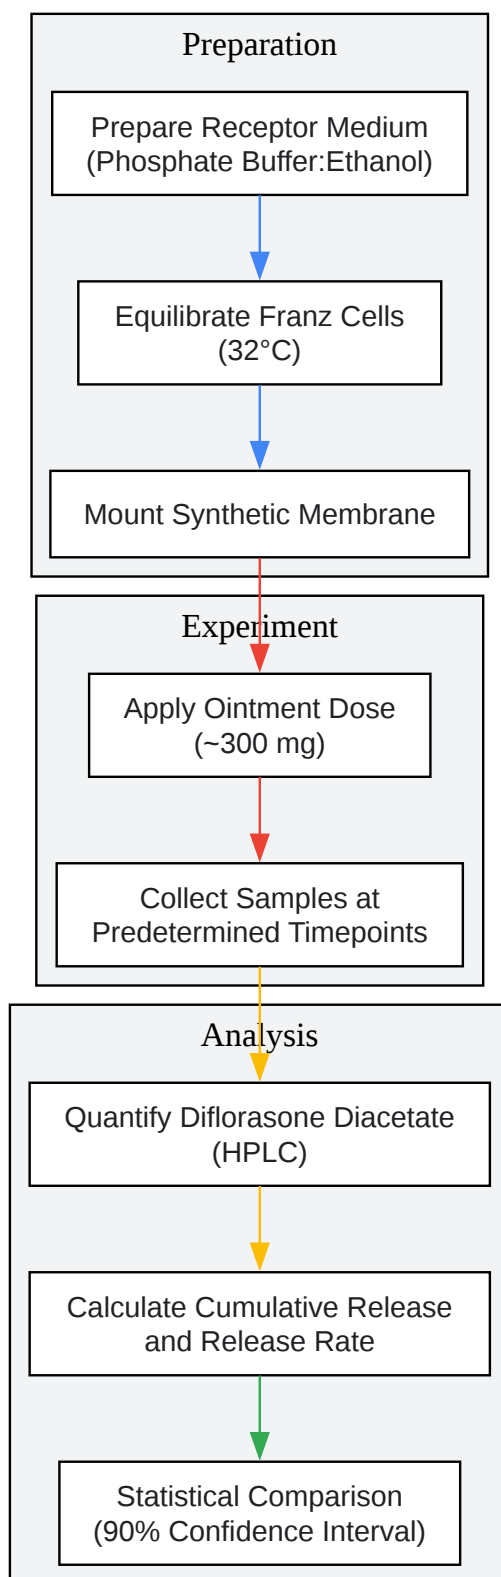 Preparation
Prepare Receptor Medium
(Phosphate Buffer:Ethanol)
Equilibrate Franz Cells
(32°C)
Mount Synthetic Membrane
Experiment
Apply Ointment Dose
(~300 mg)
Collect Samples at
Predetermined Timepoints
Analysis
Quantify Diflorasone Diacetate
(HPLC)
Calculate Cumulative Release
and Release Rate
Statistical Comparison
(90% Confidence Interval)